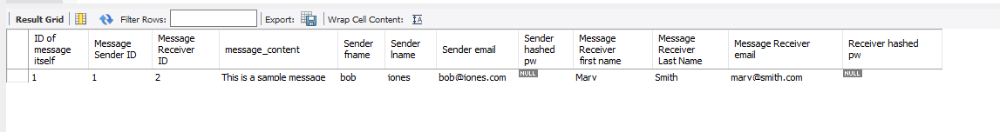 Result Grid Filter Rows: Export: Wrap Cell Content: IA
ID of message itself
Message Sender ID
Message Receiver ID
message_content
Sender fname
Sender lname
Sender email
Sender hashed pw
Message Receiver first name
Message Receiver Last Name
Message Receiver email
Receiver hashed pw
1 1 2 This is a sample message bob jones bob@jones.com NULL Mary Smith mary@smith.com NULL